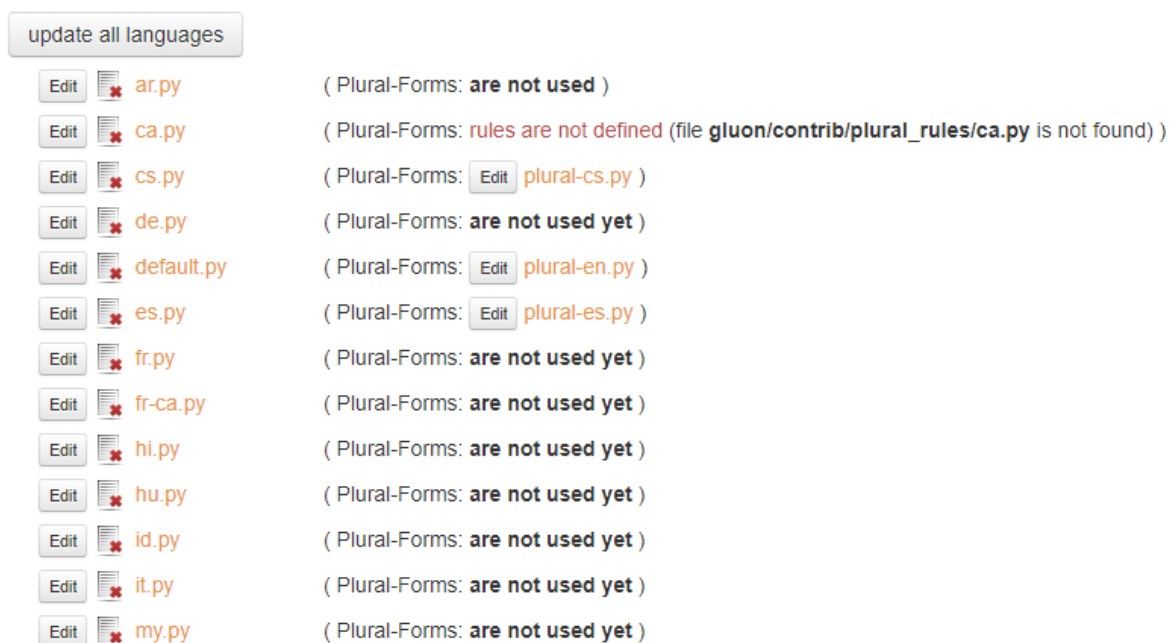 update all languages
Edit ar.py ( Plural-Forms: are not used )
Edit ca.py ( Plural-Forms: rules are not defined (file gluon/contrib/plural_rules/ca.py is not found) )
Edit cs.py ( Plural-Forms: Edit plural-cs.py )
Edit de.py ( Plural-Forms: are not used yet )
Edit default.py ( Plural-Forms: Edit plural-en.py )
Edit es.py ( Plural-Forms: Edit plural-es.py )
Edit fr.py ( Plural-Forms: are not used yet )
Edit fr-ca.py ( Plural-Forms: are not used yet )
Edit hi.py ( Plural-Forms: are not used yet )
Edit hu.py ( Plural-Forms: are not used yet )
Edit id.py ( Plural-Forms: are not used yet )
Edit it.py ( Plural-Forms: are not used yet )
Edit my.py ( Plural-Forms: are not used yet )